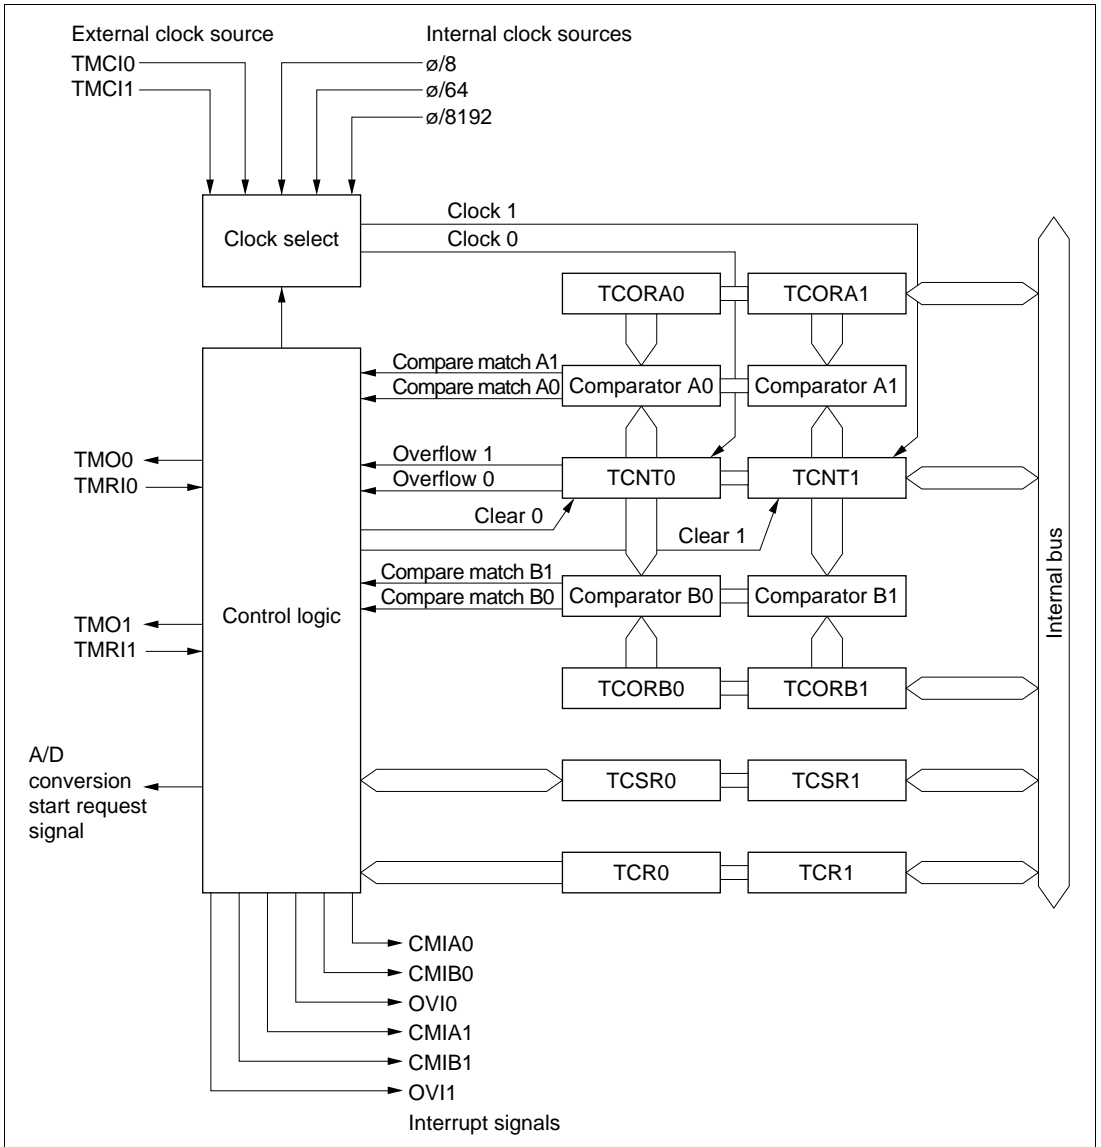 External clock source
Internal clock sources
TMCI0
ø/8
TMCI1
ø/64
ø/8192
Clock 1
Clock select
Clock 0
TCORA0
TCORA1
Compare match A1
Compare match A0
Comparator A0
Comparator A1
TMO0
Overflow 1
TCNT0
TCNT1
TMRI0
Overflow 0
Clear 0
Clear 1
Internal bus
Compare match B1
Compare match B0
Comparator B0
Comparator B1
Control logic
TMO1
TMRI1
TCORB0
TCORB1
A/D
conversion
start request
signal
TCSR0
TCSR1
TCR0
TCR1
CMIA0
CMIB0
OVI0
CMIA1
CMIB1
OVI1
Interrupt signals